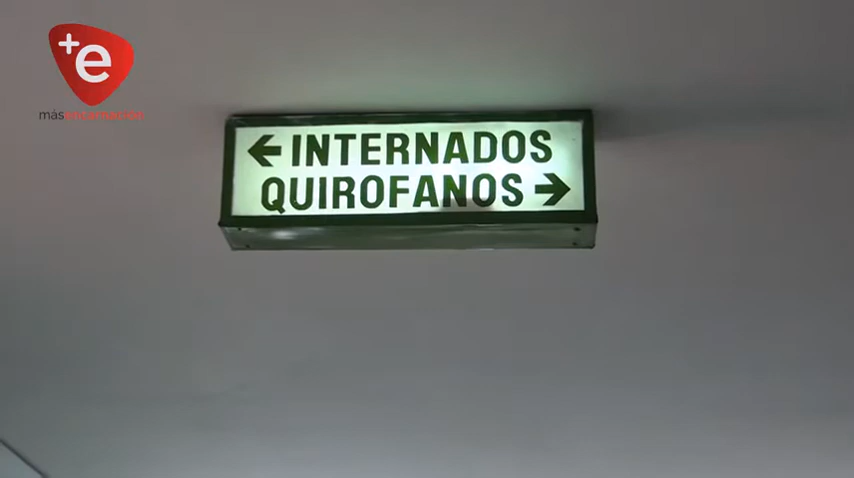 +e
más
← INTERNADOS
QUIROFANOS →